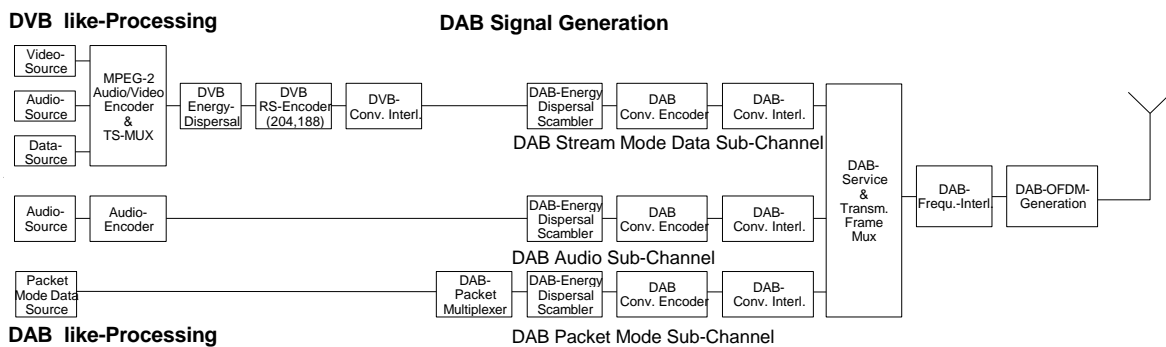 DVB like-Processing
DAB Signal Generation
Video-
Source
Audio-
Source
Data-
Source
MPEG-2
Audio/Video
Encoder
&
TS-MUX
DVB
Energy-
Dispersal
DVB
RS-Encoder
(204,188)
DVB-
Conv. Interl.
DAB-Energy
Dispersal
Scambler
DAB
Conv. Encoder
DAB-
Conv. Interl.
DAB Stream Mode Data Sub-Channel
Audio-
Source
Audio-
Encoder
DAB-Energy
Dispersal
Scambler
DAB
Conv. Encoder
DAB-
Conv. Interl.
DAB Audio Sub-Channel
Packet
Mode Data
Source
DAB-
Packet
Multiplexer
DAB-Energy
Dispersal
Scambler
DAB
Conv. Encoder
DAB-
Conv. Interl.
DAB Packet Mode Sub-Channel
DAB-
Service
&
Transm.
Frame
Mux
DAB-
Frequ.-Interl.
DAB-OFDM-
Generation
DAB like-Processing